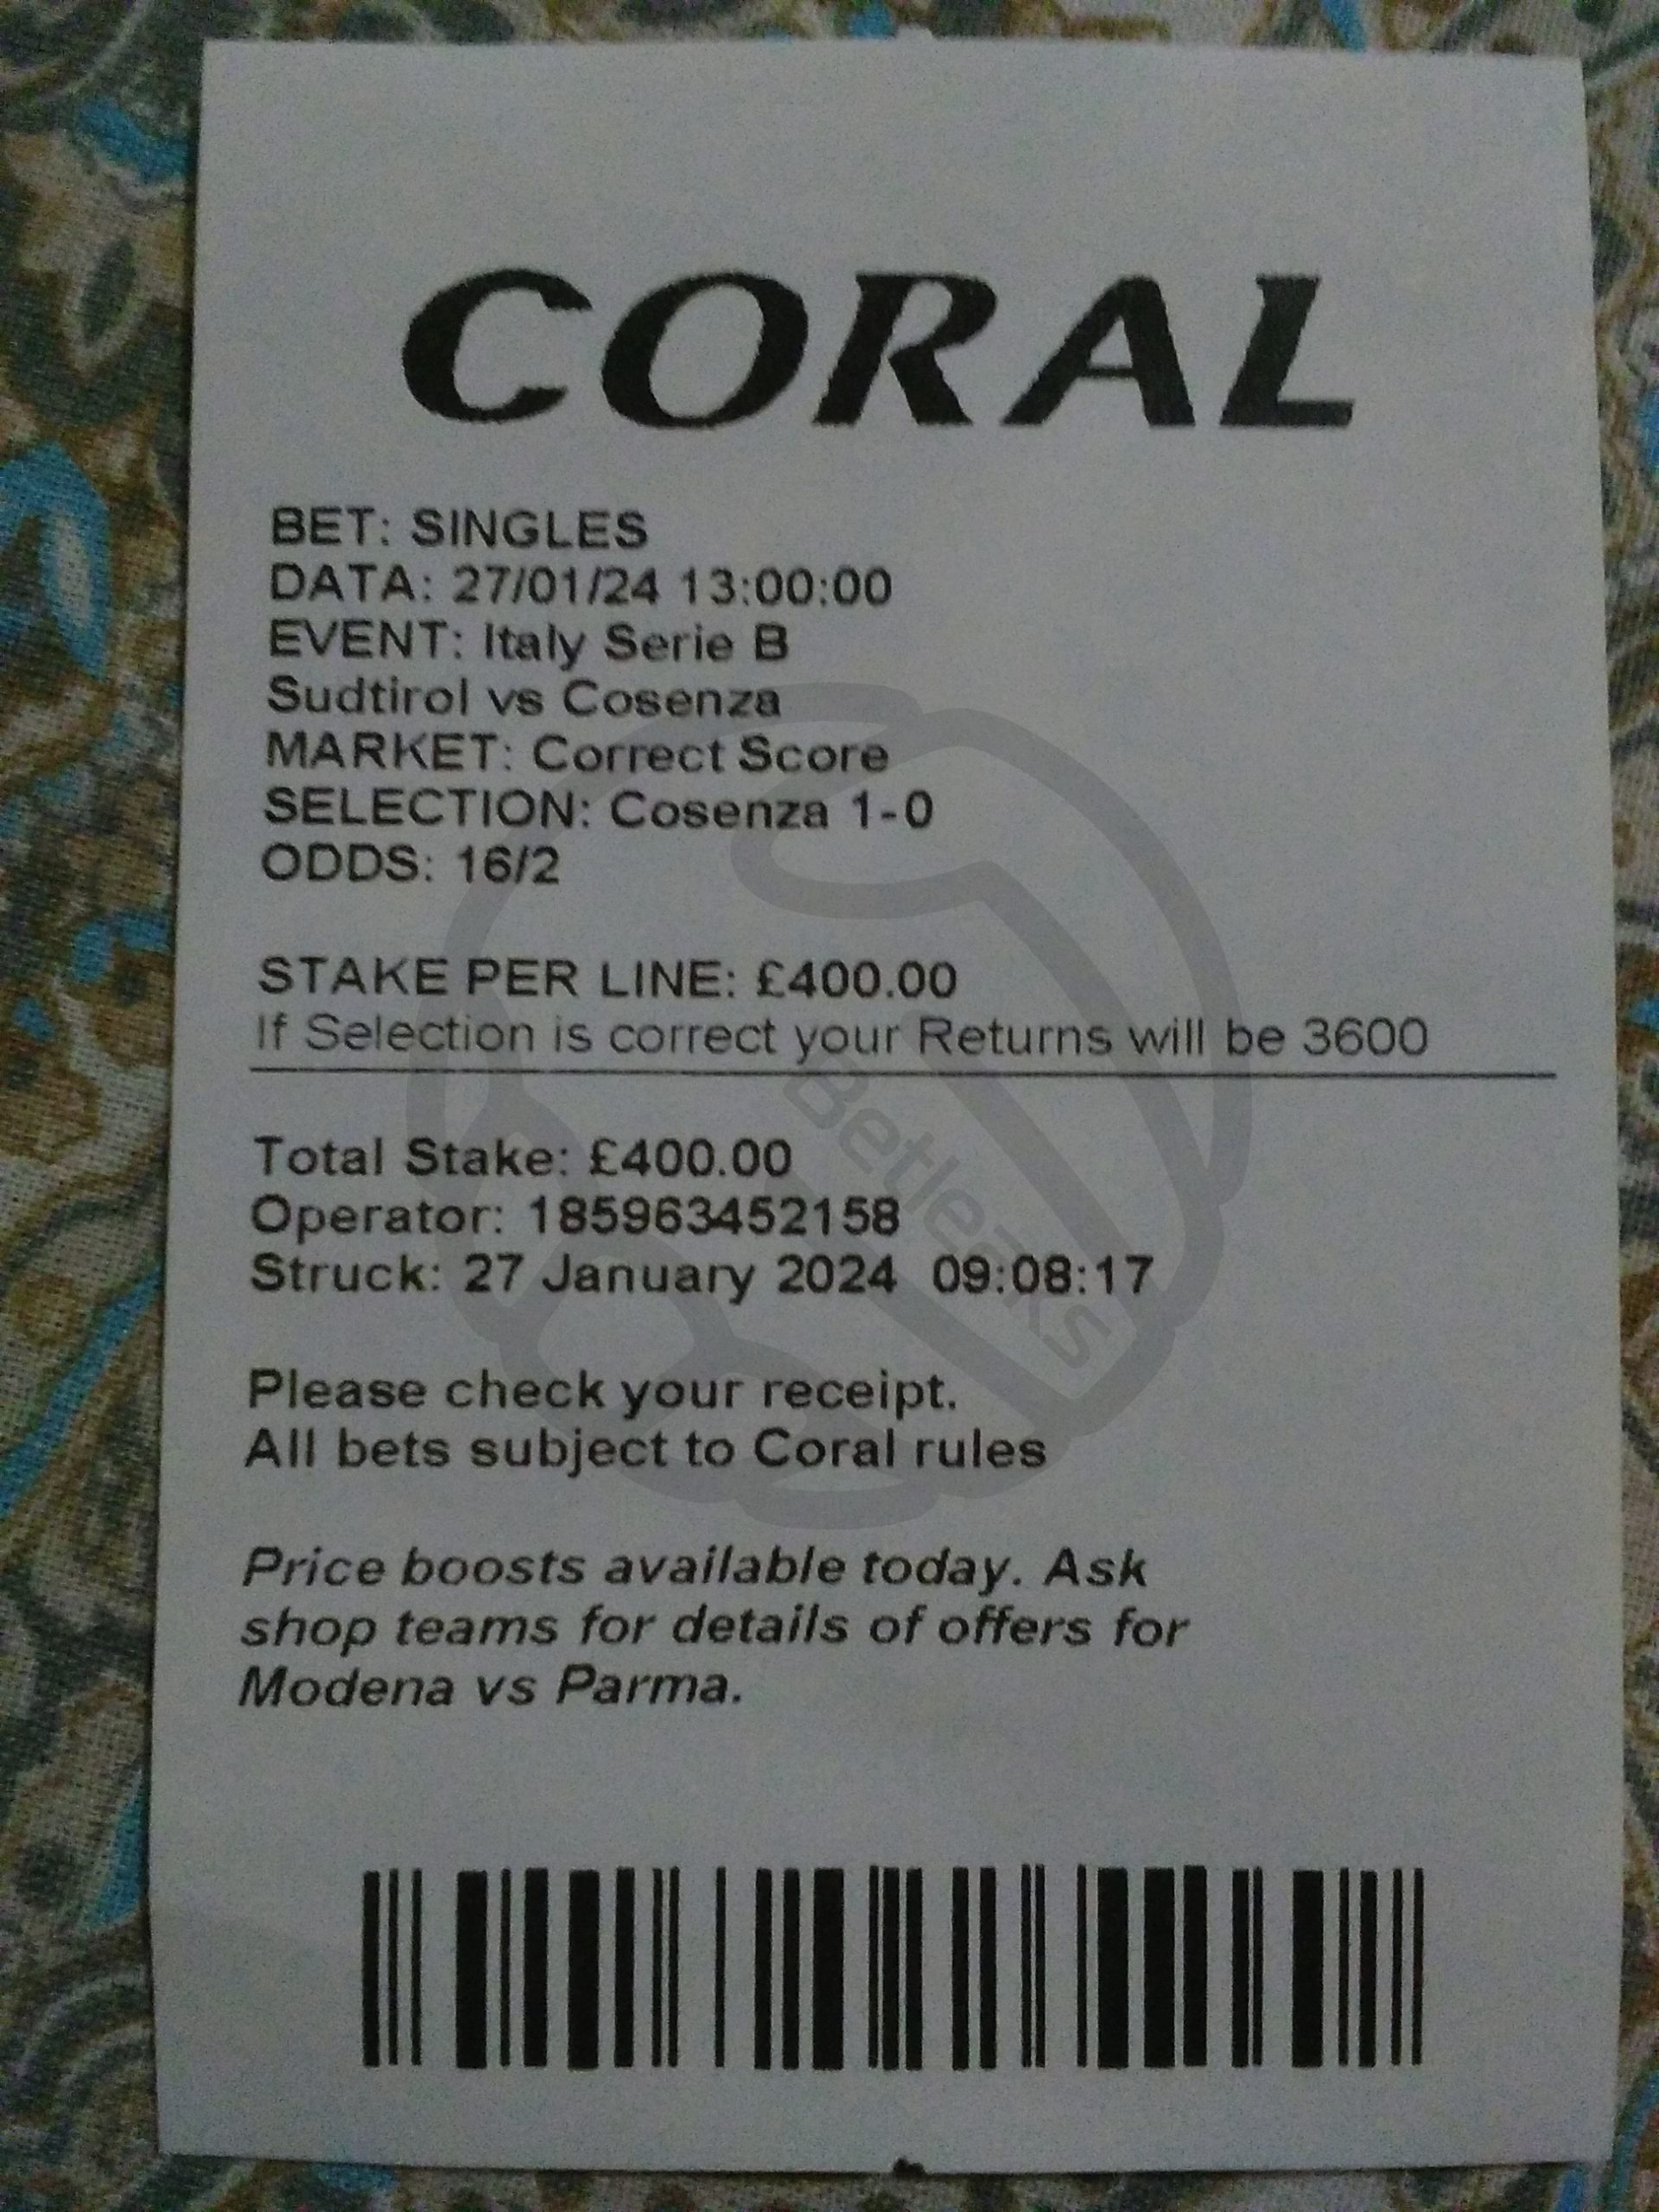 CORAL
BET: SINGLES
DATA: 27/01/24 13:00:00
EVENT: Italy Serie B
Sudtirol vs Cosenza
MARKET: Correct Score
SELECTION: Cosenza 1-0
ODDS: 16/2
STAKE PER LINE: £400.00
If Selection is correct your Returns will be 3600
Betleaks
Total Stake: £400.00
Operator: 185963452158
Struck: 27 January 2024 09:08:17
Please check your receipt.
All bets subject to Coral rules
Price boosts available today. Ask
shop teams for details of offers for
Modena vs Parma.